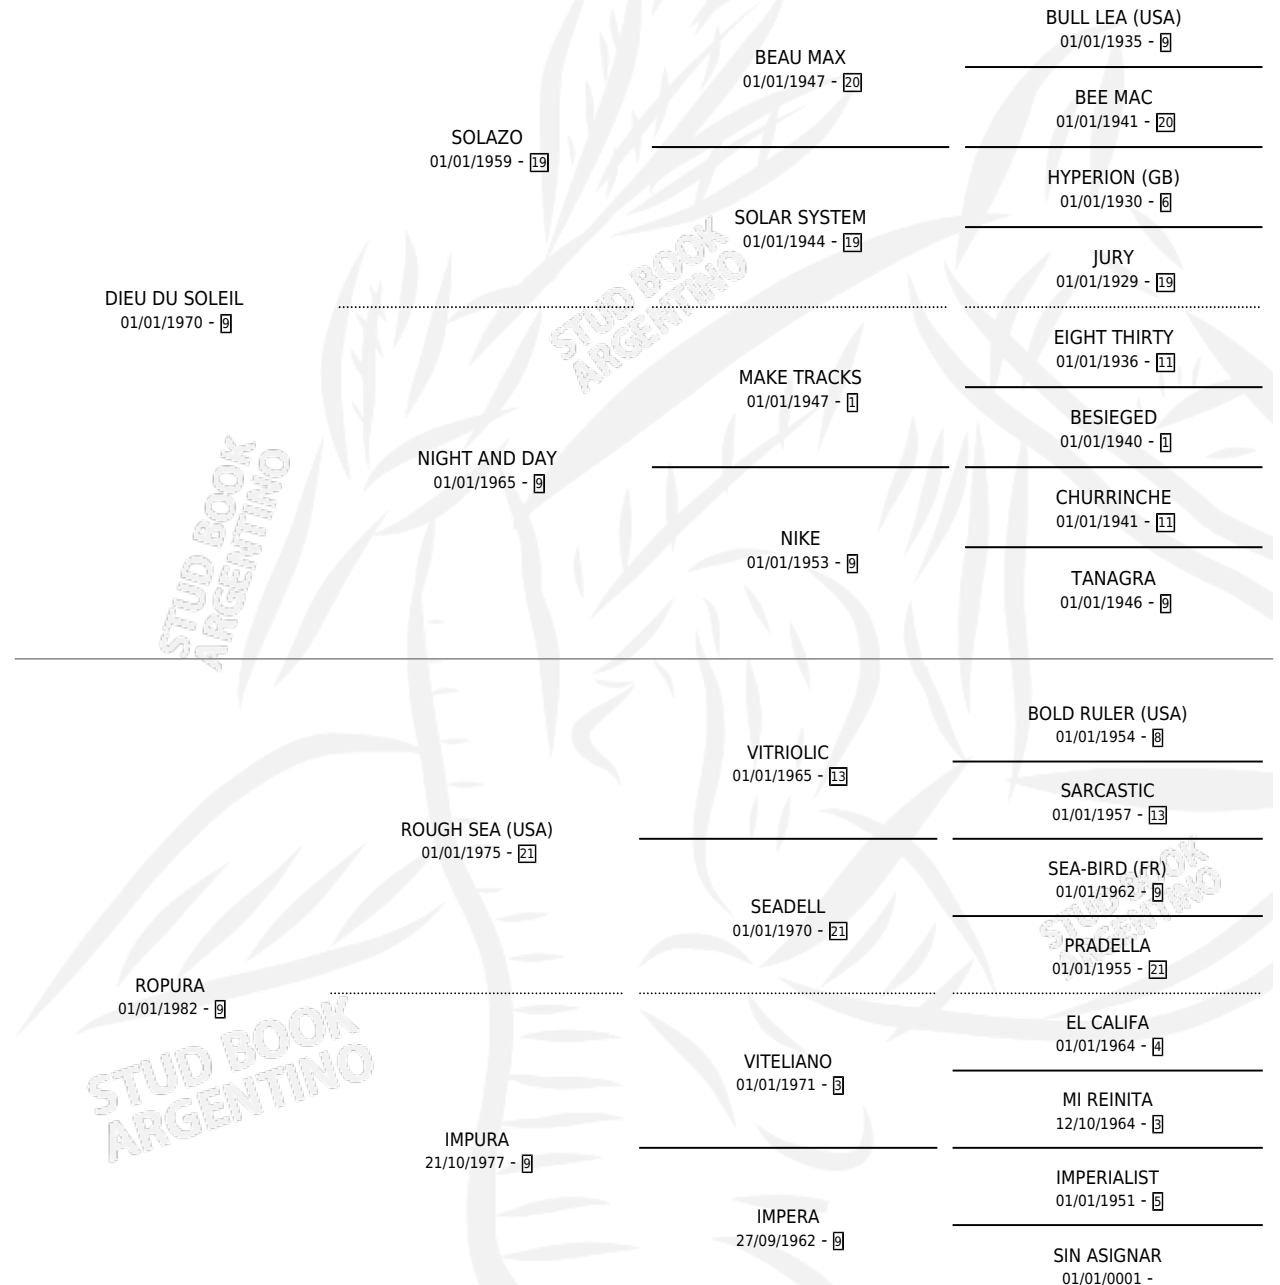 BULL LEA (USA)
01/01/1935 - 9
BEAU MAX
01/01/1947 - 20
BEE MAC
01/01/1941 - 20
SOLAZO
01/01/1959 - 19
HYPERION (GB)
01/01/1930 - 6
SOLAR SYSTEM
01/01/1944 - 19
JURY
01/01/1929 - 19
DIEU DU SOLEIL
01/01/1970 - 9
EIGHT THIRTY
01/01/1936 - 11
MAKE TRACKS
01/01/1947 - 1
BESIEGED
01/01/1940 - 1
NIGHT AND DAY
01/01/1965 - 9
CHURRINCHE
01/01/1941 - 11
NIKE
01/01/1953 - 9
TANAGRA
01/01/1946 - 9
BOLD RULER (USA)
01/01/1954 - 8
VITRIOLIC
01/01/1965 - 13
SARCASTIC
01/01/1957 - 13
ROUGH SEA (USA)
01/01/1975 - 21
SEA-BIRD (FR)
01/01/1962 - 9
SEADELL
01/01/1970 - 21
PRADELLA
01/01/1955 - 21
ROPURA
01/01/1982 - 9
EL CALIFA
01/01/1964 - 4
VITELIANO
01/01/1971 - 3
MI REINITA
12/10/1964 - 3
IMPURA
21/10/1977 - 9
IMPERIALIST
01/01/1951 - 5
IMPERA
27/09/1962 - 9
SIN ASIGNAR
01/01/0001 -
STUD BOOK
ARGENTINO
STUD BOOK
ARGENTINO
STUD BOOK
ARGENTINO
STUD BOOK
ARGENTINO